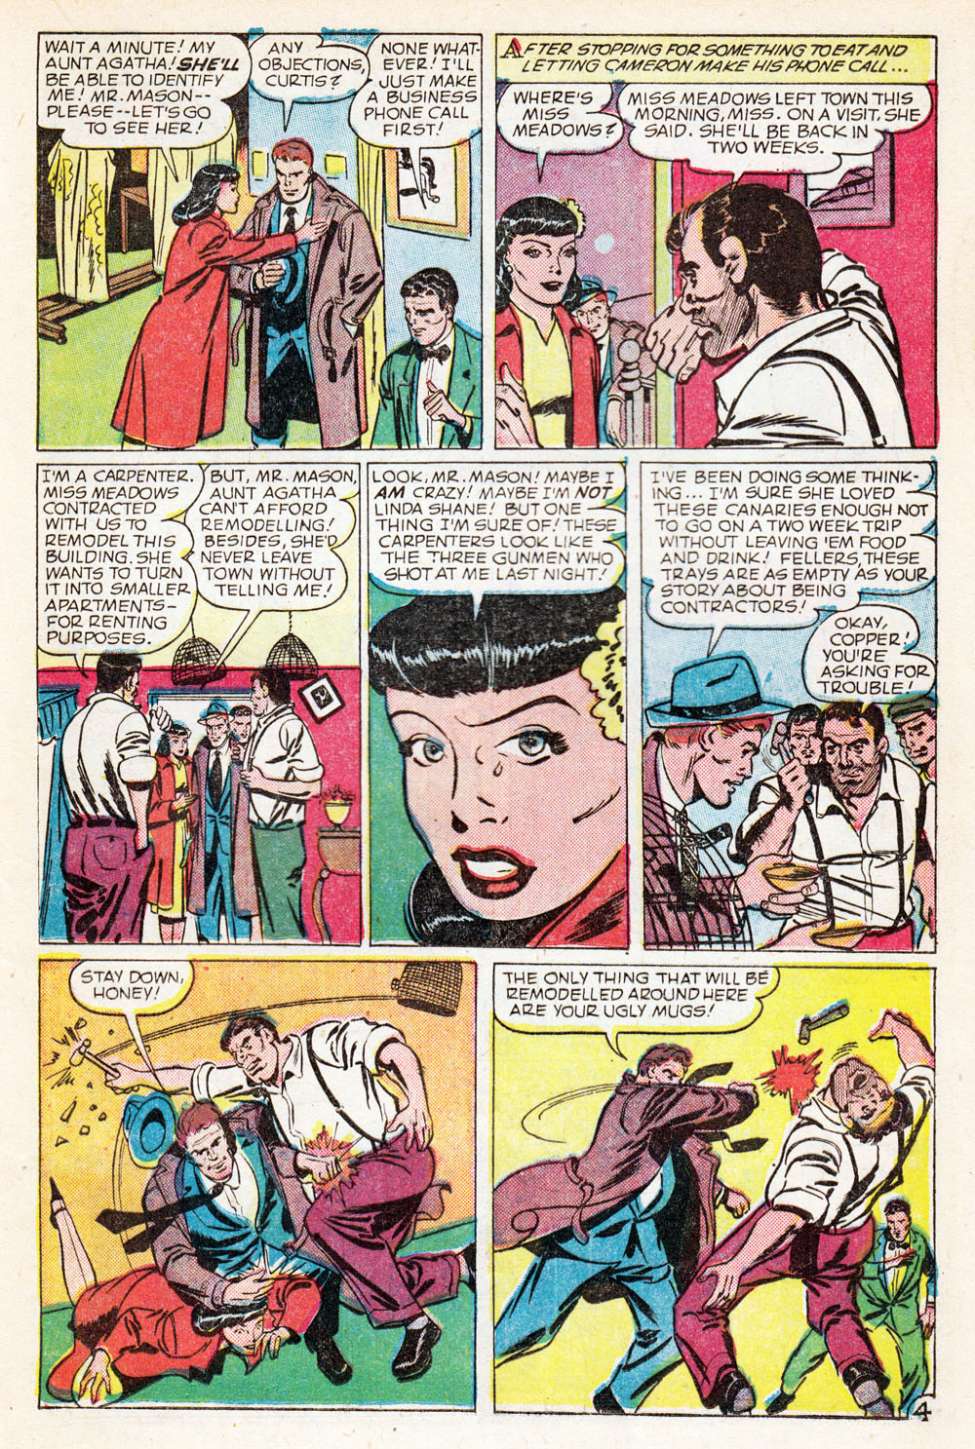 WAIT A MINUTE! MY
AUNT AGATHA! SHE'LL
BE ABLE TO IDENTIFY
ME! MR. MASON--
PLEASE--LET'S GO
TO SEE HER!
ANY
OBJECTIONS,
CURTIS?
NONE WHAT-
EVER! I'LL
JUST MAKE
A BUSINESS
PHONE CALL
FIRST!
AFTER STOPPING FOR SOMETHING TO EAT AND
LETTING CAMERON MAKE HIS PHONE CALL...
WHERE'S
MISS
MEADOWS?
MISS MEADOWS LEFT TOWN THIS
MORNING, MISS. ON A VISIT, SHE
SAID. SHE'LL BE BACK IN
TWO WEEKS.
I'M A CARPENTER.
MISS MEADOWS
CONTRACTED
WITH US TO
REMODEL THIS
BUILDING. SHE
WANTS TO TURN
IT INTO SMALLER
APARTMENTS-
FOR RENTING
PURPOSES.
BUT, MR. MASON,
AUNT AGATHA
CAN'T AFFORD
REMODELLING!
BESIDES, SHE'D
NEVER LEAVE
TOWN WITHOUT
TELLING ME!
LOOK, MR. MASON! MAYBE I
AM CRAZY! MAYBE I'M NOT
LINDA SHANE! BUT ONE
THING I'M SURE OF! THESE
CARPENTERS LOOK LIKE
THE THREE GUNMEN WHO
SHOT AT ME LAST NIGHT!
I'VE BEEN DOING SOME THINK-
ING... I'M SURE SHE LOVED
THESE CANARIES ENOUGH NOT
TO GO ON A TWO WEEK TRIP
WITHOUT LEAVING 'EM FOOD
AND DRINK! FELLERS, THESE
TRAYS ARE AS EMPTY AS YOUR
STORY ABOUT BEING
CONTRACTORS!
OKAY,
COPPER!
YOU'RE
ASKING FOR
TROUBLE!
STAY DOWN,
HONEY!
THE ONLY THING THAT WILL BE
REMODELLED AROUND HERE
ARE YOUR UGLY MUGS!
4